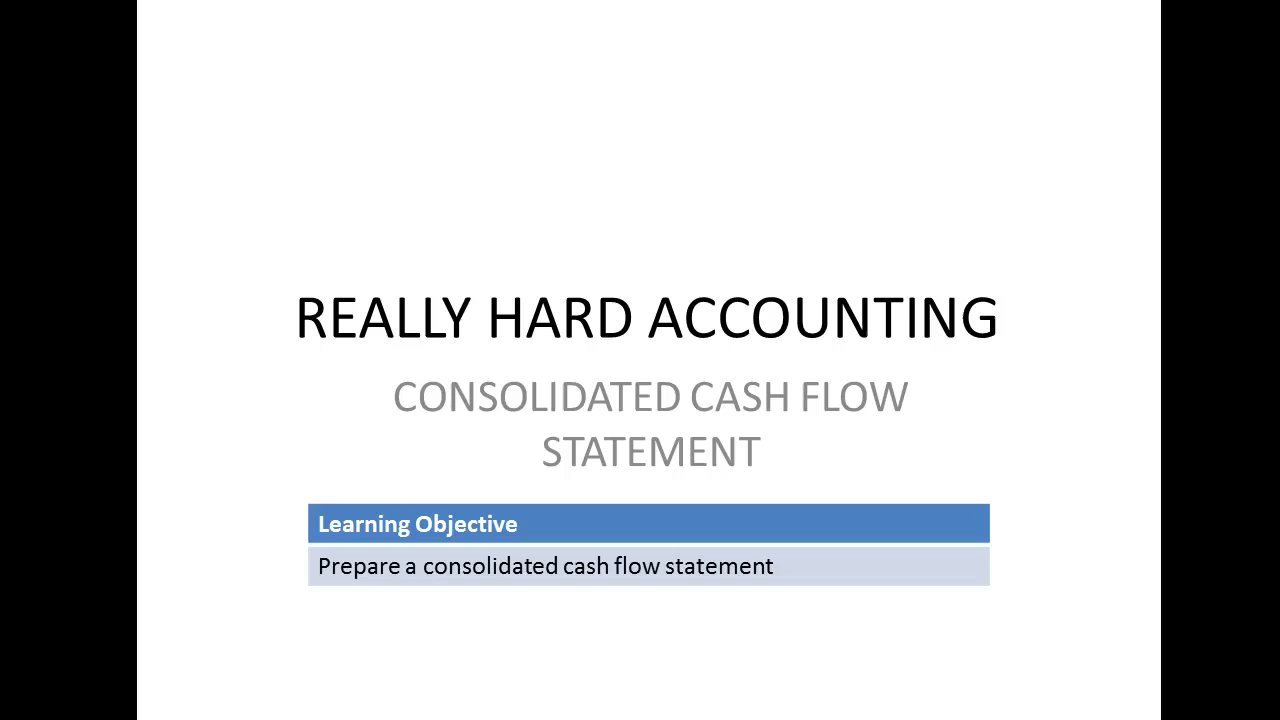 REALLY HARD ACCOUNTING
CONSOLIDATED CASH FLOW
STATEMENT
Learning Objective
Prepare a consolidated cash flow statement